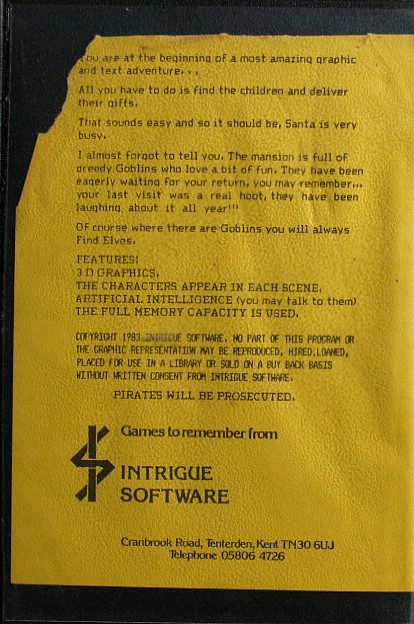 You are at the beginning of a most amazing graphic
and text adventure...
All you have to do is find the children and deliver
their gifts.
That sounds easy and so it should be, Santa is very
busy.
I almost forgot to tell you. The mansion is full of
greedy Goblins who love a bit of fun. They have been
eagerly waiting for your return, you may remember...
your last visit was a real hoot, they have been
laughing about it all year!!!
Of course where there are Goblins you will always
Find Elves.
FEATURES:
3 D GRAPHICS.
THE CHARACTERS APPEAR IN EACH SCENE.
ARTIFICIAL INTELLIGENCE (you may talk to them)
THE FULL MEMORY CAPACITY IS USED.
COPYRIGHT 1983 INTRIGUE SOFTWARE. NO PART OF THIS PROGRAM OR
THE GRAPHIC REPRESENTATION MAY BE REPRODUCED, HIRED,LOANED,
PLACED FOR USE IN A LIBRARY OR SOLD ON A BUY BACK BASIS
WITHOUT WRITTEN CONSENT FROM INTRIGUE SOFTWARE.
PIRATES WILL BE PROSECUTED.
Games to remember from
INTRIGUE
SOFTWARE
Cranbrook Road, Tenterden, Kent TN30 6UJ
Telephone 05806 4726